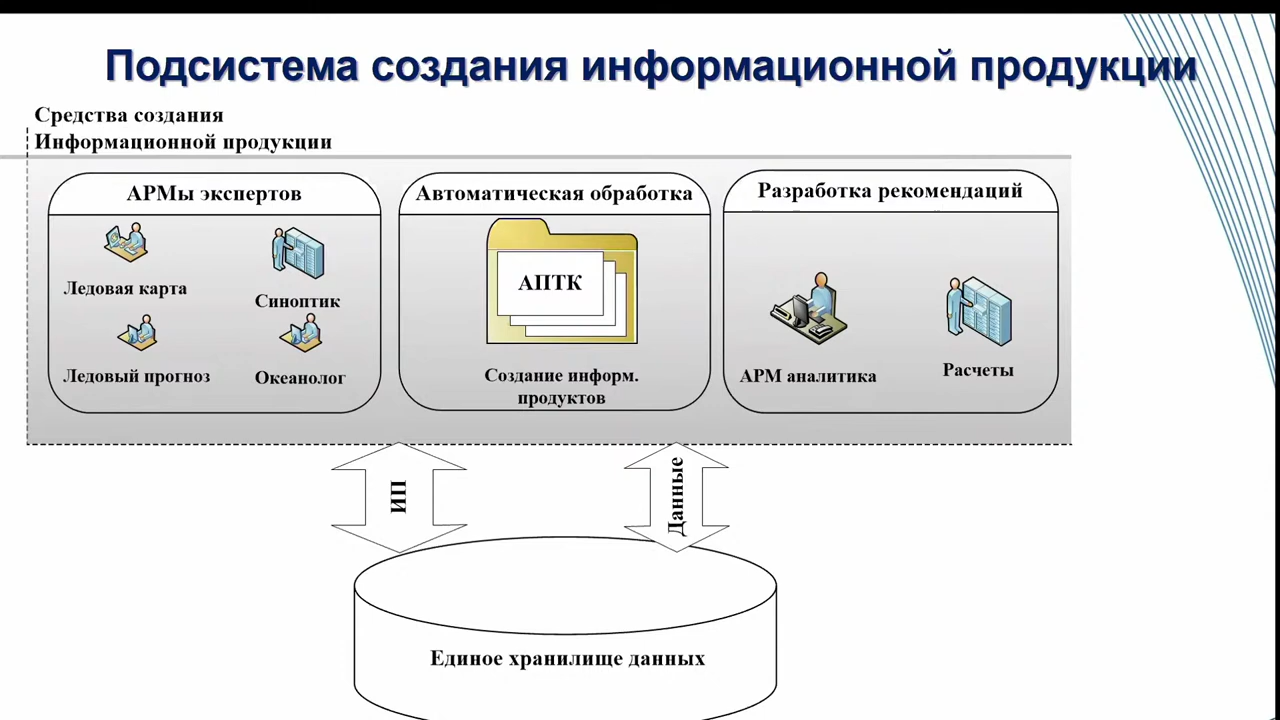 Подсистема создания информационной продукции
Средства создания
Информационной продукции
АРМы экспертов
Ледовая карта
Синоптик
Ледовый прогноз
Океанолог
Автоматическая обработка
АПТК
Создание информ.
продуктов
Разработка рекомендаций
АРМ аналитика
Расчеты
ИП
Данные
Единое хранилище данных